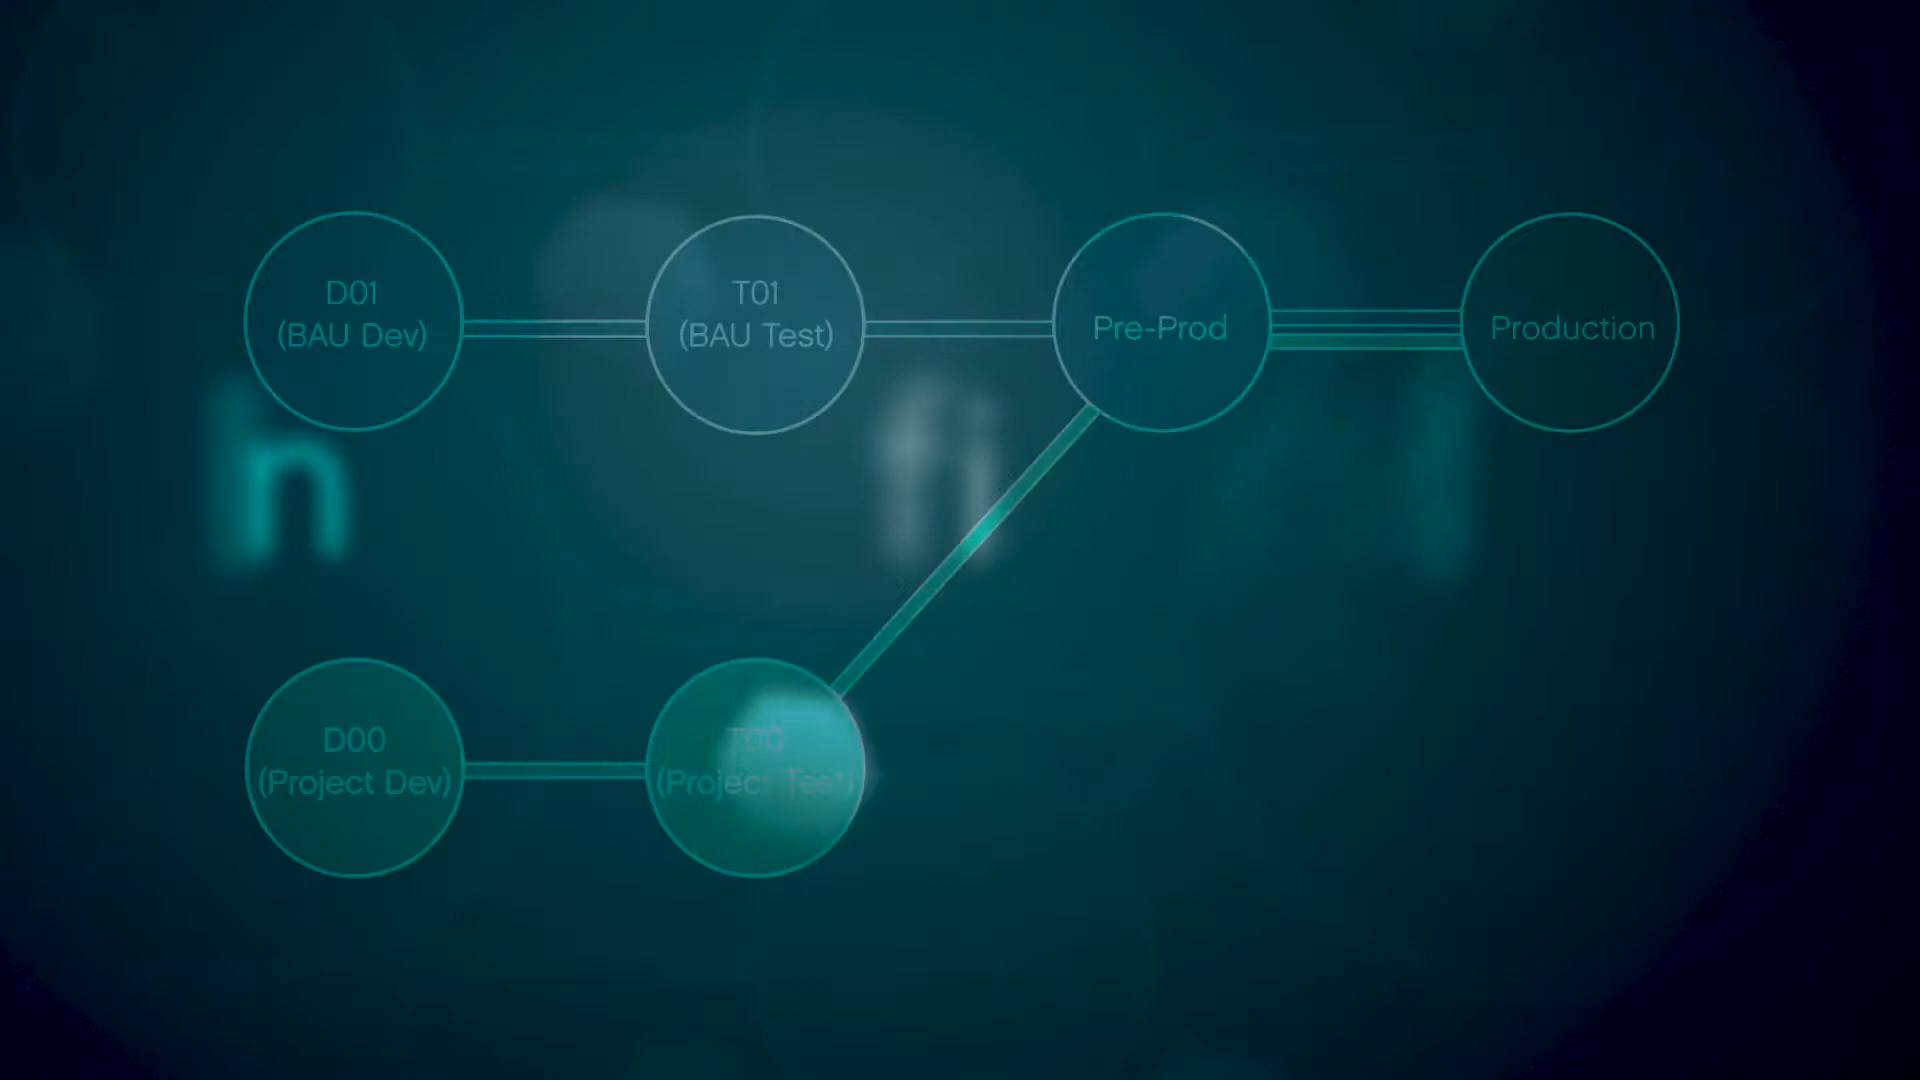 D01
(BAU Dev)
T01
(BAU Test)
Pre-Prod
Production
D00
(Project Dev)
T00
(Project Test)